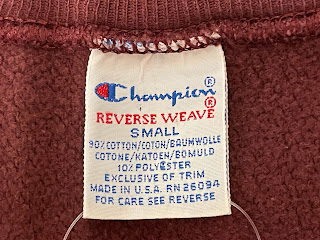 Champion®
REVERSE WEAVE®
SMALL
90% COTTON/COTON/BAUMWOLLE
COTONE/KATOEN/BOMULD
10% POLYESTER
EXCLUSIVE OF TRIM
MADE IN U.S.A. RN 26094
FOR CARE SEE REVERSE